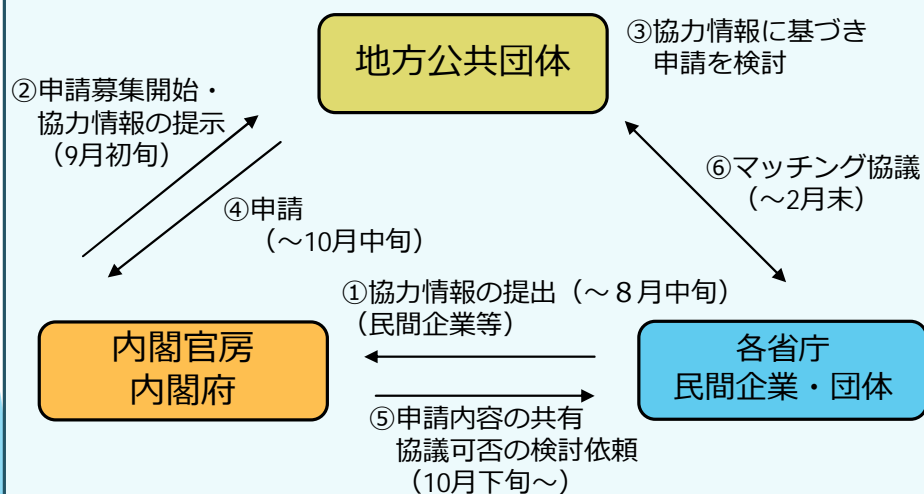 地方公共団体
③協力情報に基づき
申請を検討
②申請募集開始・
協力情報の提示
（9月初旬）
⑥マッチング協議
（～2月末）
④申請
（～10月中旬）
①協力情報の提出（～８月中旬）
（民間企業等）
内閣官房
内閣府
各省庁
民間企業・団体
⑤申請内容の共有
協議可否の検討依頼
（10月下旬～）